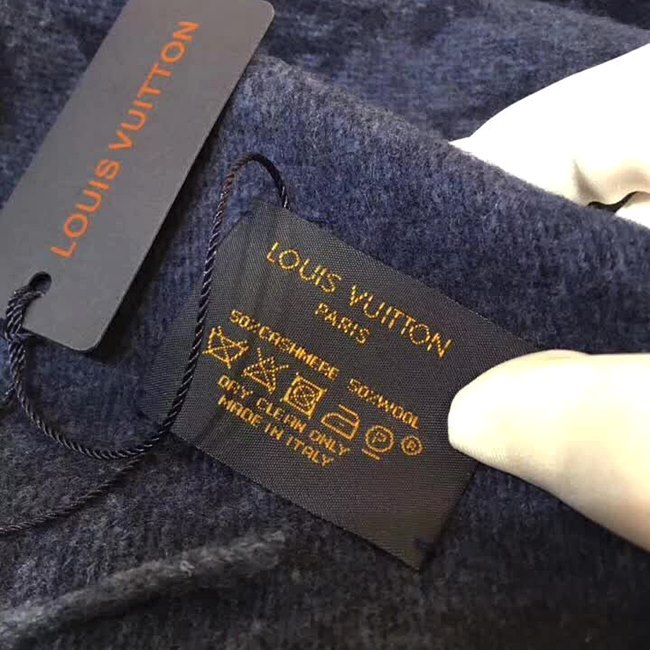 LOUIS VUITTON
LOUIS VUITTON
PARIS
50%CASHMERE 50%WOOL
P ®
DRY CLEAN ONLY
MADE IN ITALY